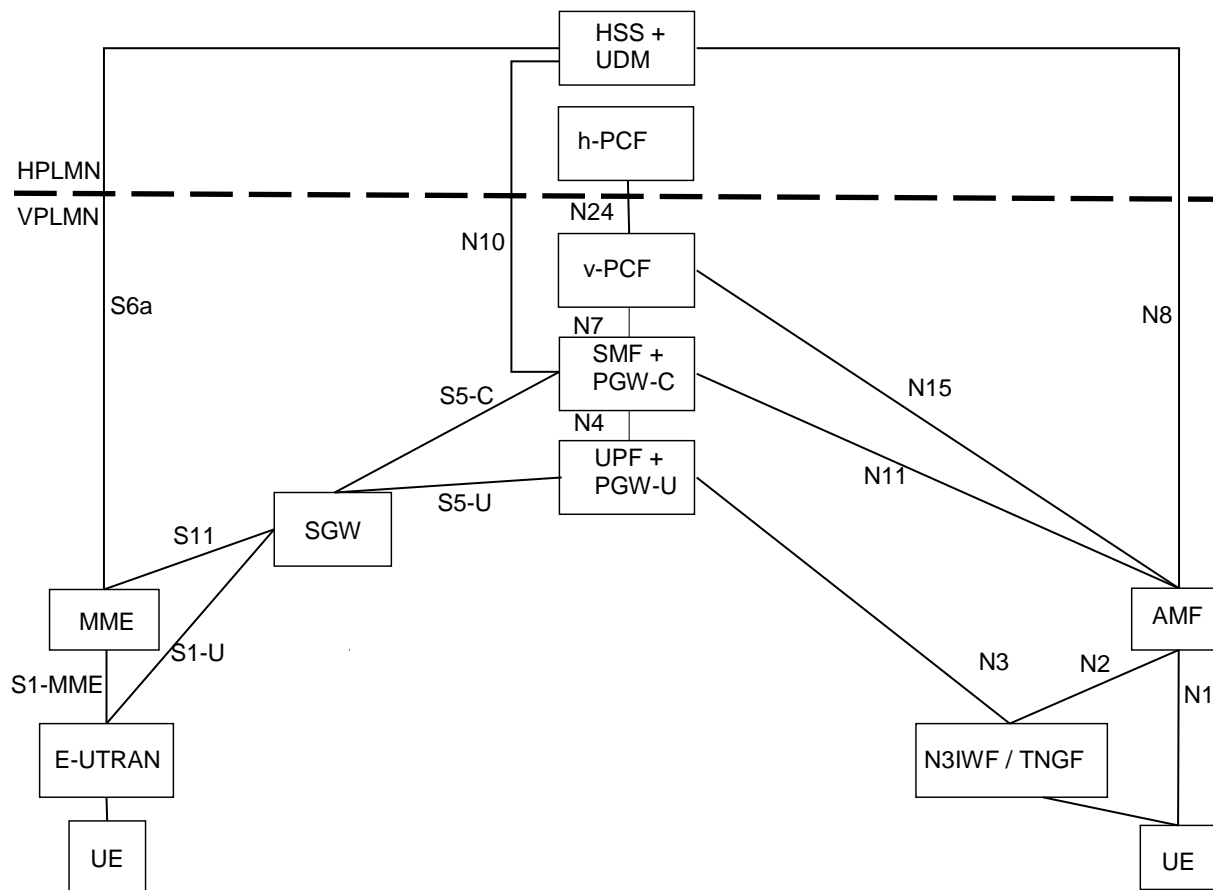 HSS +
UDM
h-PCF
HPLMN
VPLMN
N24
N10
v-PCF
S6a
N8
N7
SMF +
PGW-C
N15
S5-C
N4
UPF +
PGW-U
N11
S5-U
SGW
S11
MME
AMF
S1-U
N3
N2
S1-MME
N1
E-UTRAN
N3IWF / TNGF
UE
UE